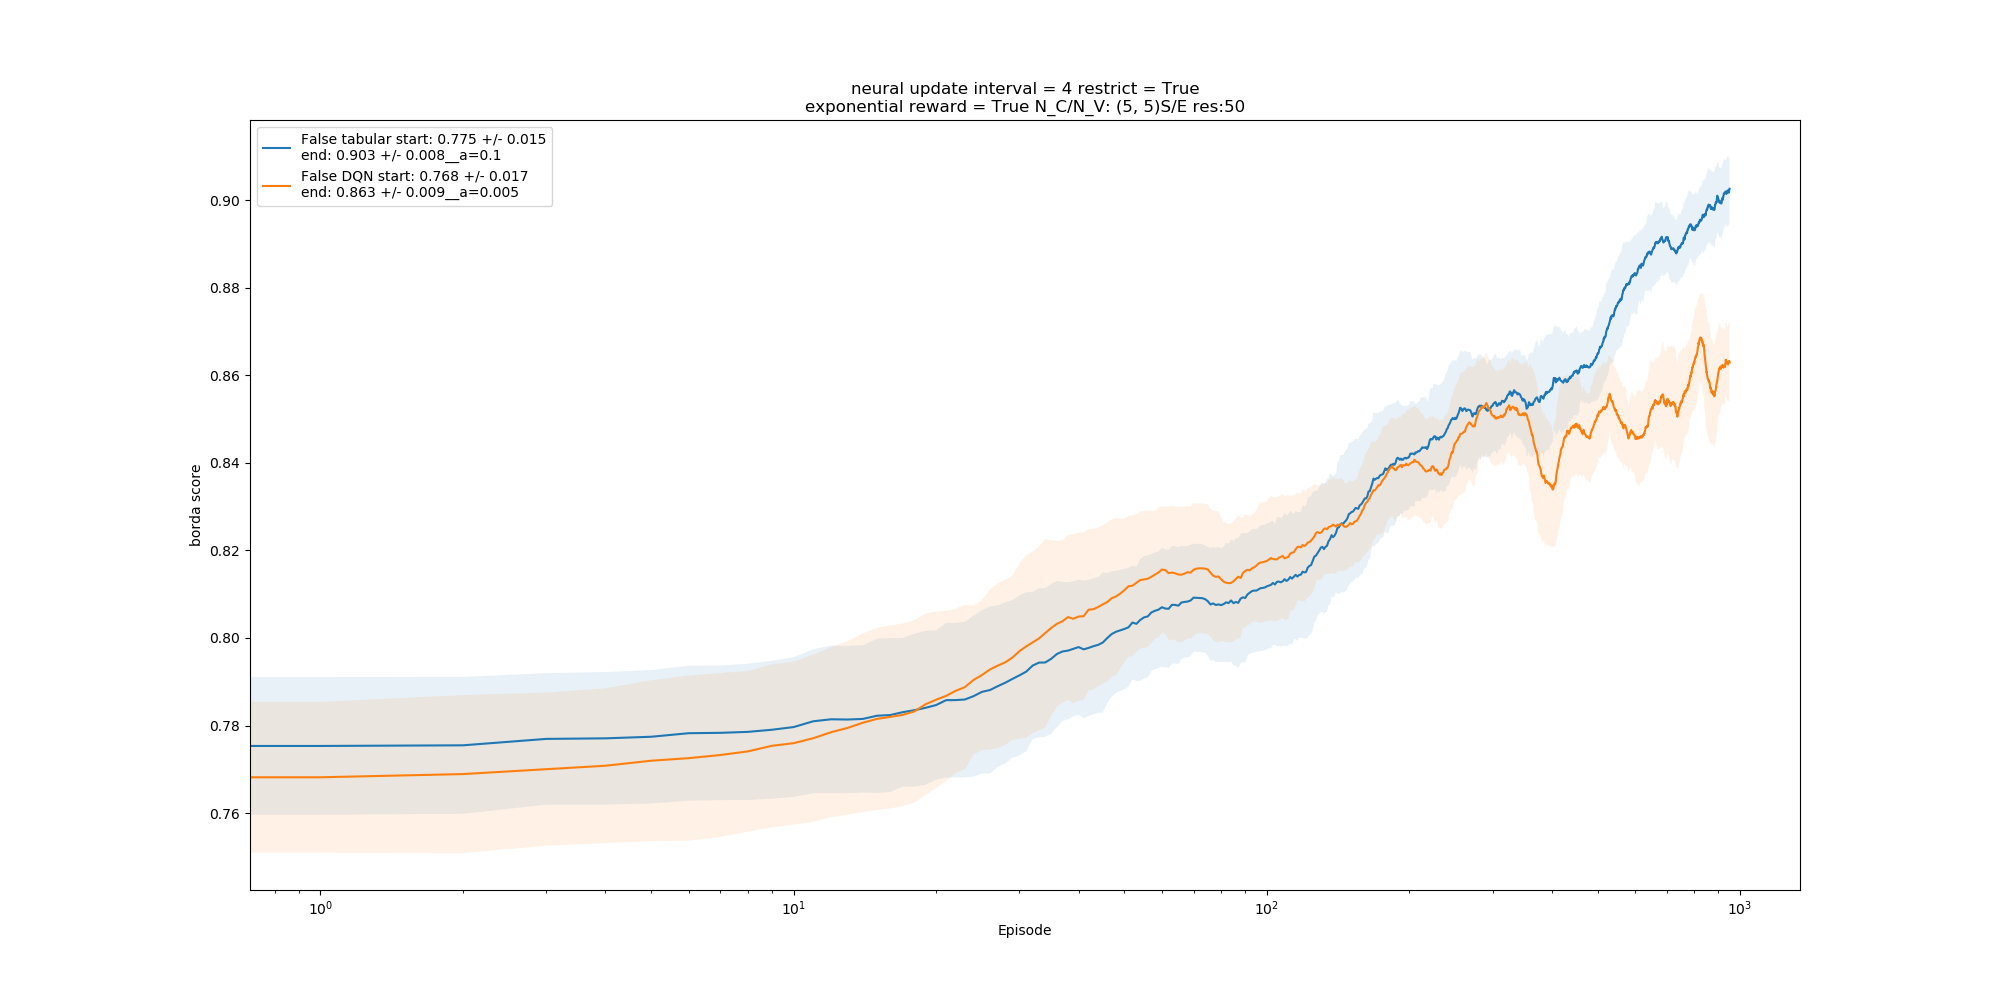 neural update interval = 4 restrict = True
exponential reward = True N_C/N_V: (5, 5)S/E res:50
False tabular start: 0.775 +/- 0.015
end: 0.903 +/- 0.008__a=0.1
False DQN start: 0.768 +/- 0.017
end: 0.863 +/- 0.009__a=0.005
borda score
0.90
0.88
0.86
0.84
0.82
0.80
0.78
0.76
10⁰
10¹
10²
10³
Episode